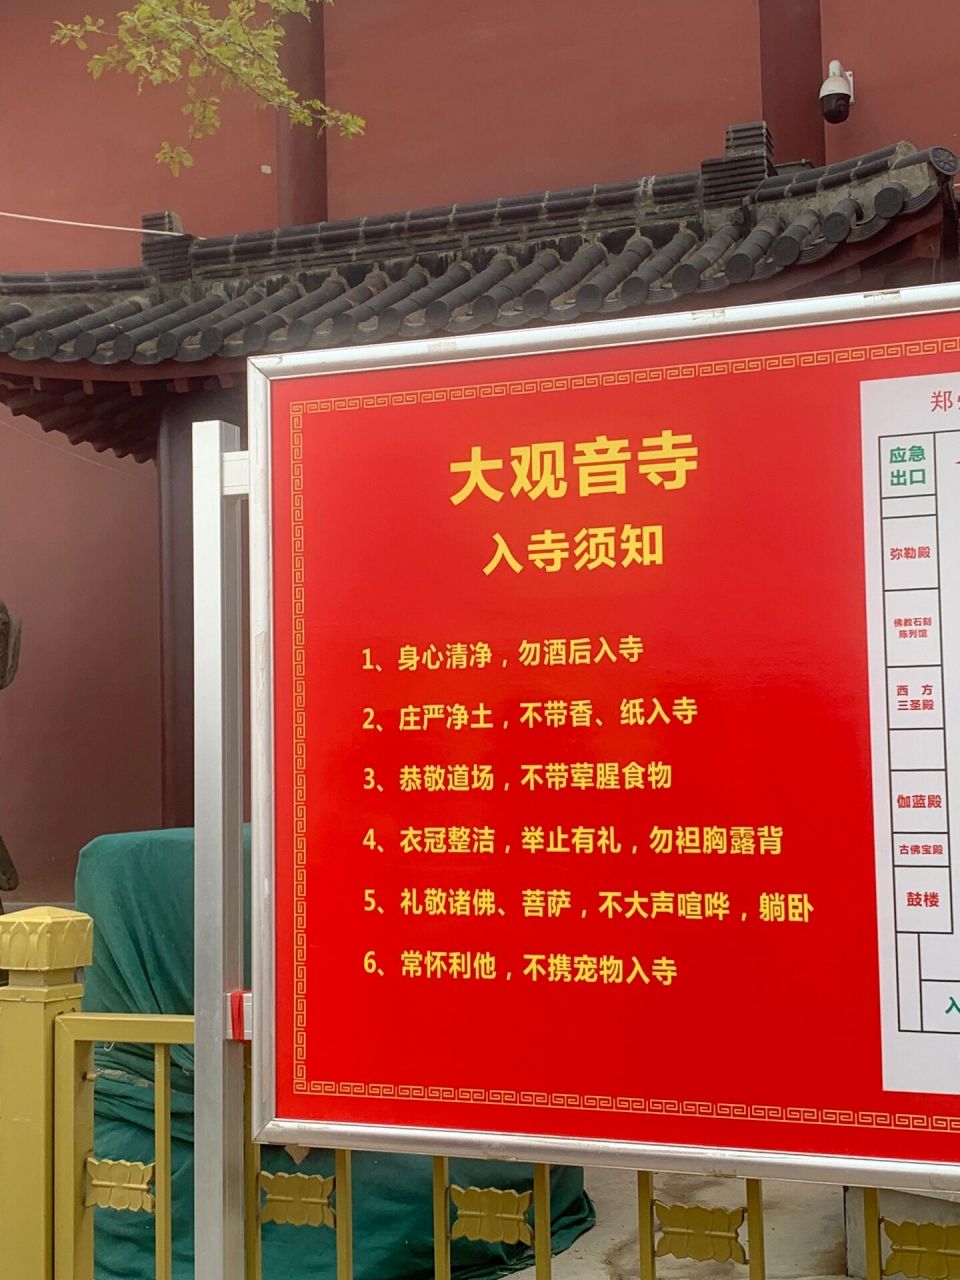 大观音寺
入寺须知
1、身心清净，勿酒后入寺
2、庄严净土，不带香、纸入寺
3、恭敬道场，不带荤腥食物
4、衣冠整洁，举止有礼，勿袒胸露背
5、礼敬诸佛、菩萨，不大声喧哗，躺卧
6、常怀利他，不携宠物入寺
郑
应急
出口
弥勒殿
佛教石刻
陈列馆
西 方
三圣殿
伽蓝殿
古佛宝殿
鼓楼
入